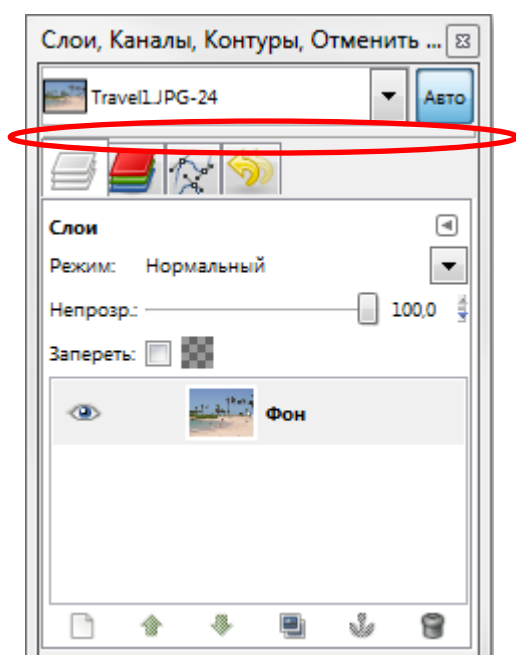 Слои, Каналы, Контуры, Отменить ...
Travel1.JPG-24
Авто
Слои
Режим: Нормальный
Непрозр.: 100,0
Запереть:
Фон